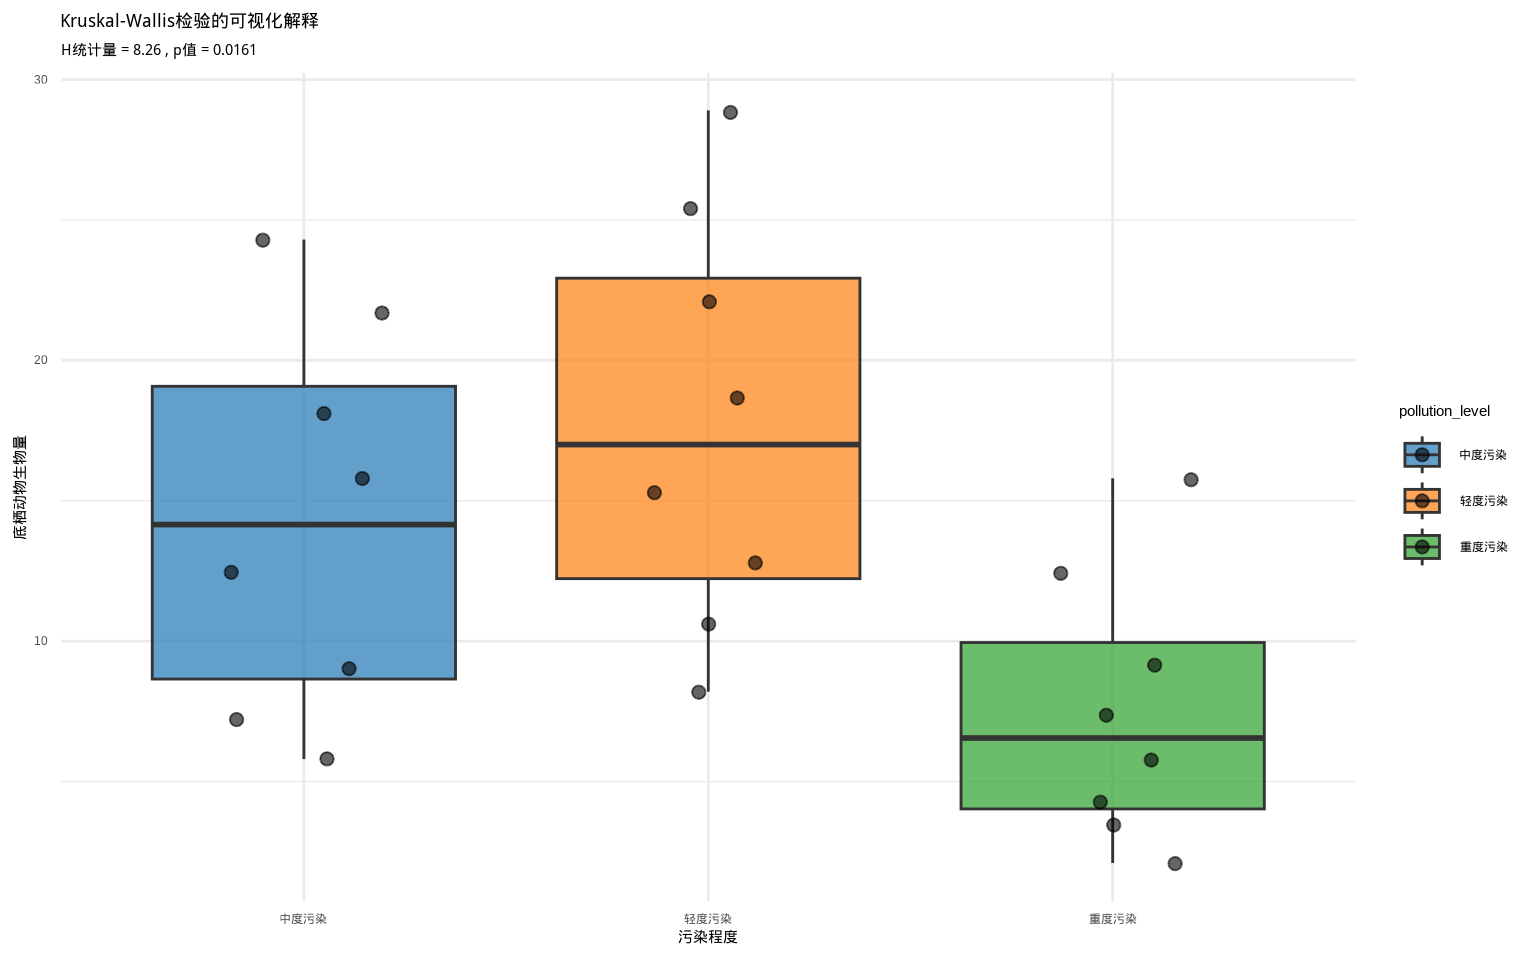 Kruskal-Wallis检验的可视化解释
H统计量 = 8.26 , p值 = 0.0161
30
20
10
底栖动物生物量
中度污染
轻度污染
重度污染
污染程度
pollution_level
中度污染
轻度污染
重度污染